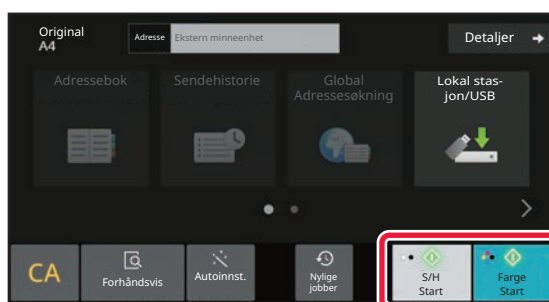 Original
A4
Adresse
Ekstern minneenhet
Detaljer
Adressebok
Sendehistorie
Global
Adressesøkning
Lokal stas-
jon/USB
CA
Forhåndsvis
Autoinnst.
Nylige
jobber
S/H
Start
Farge
Start